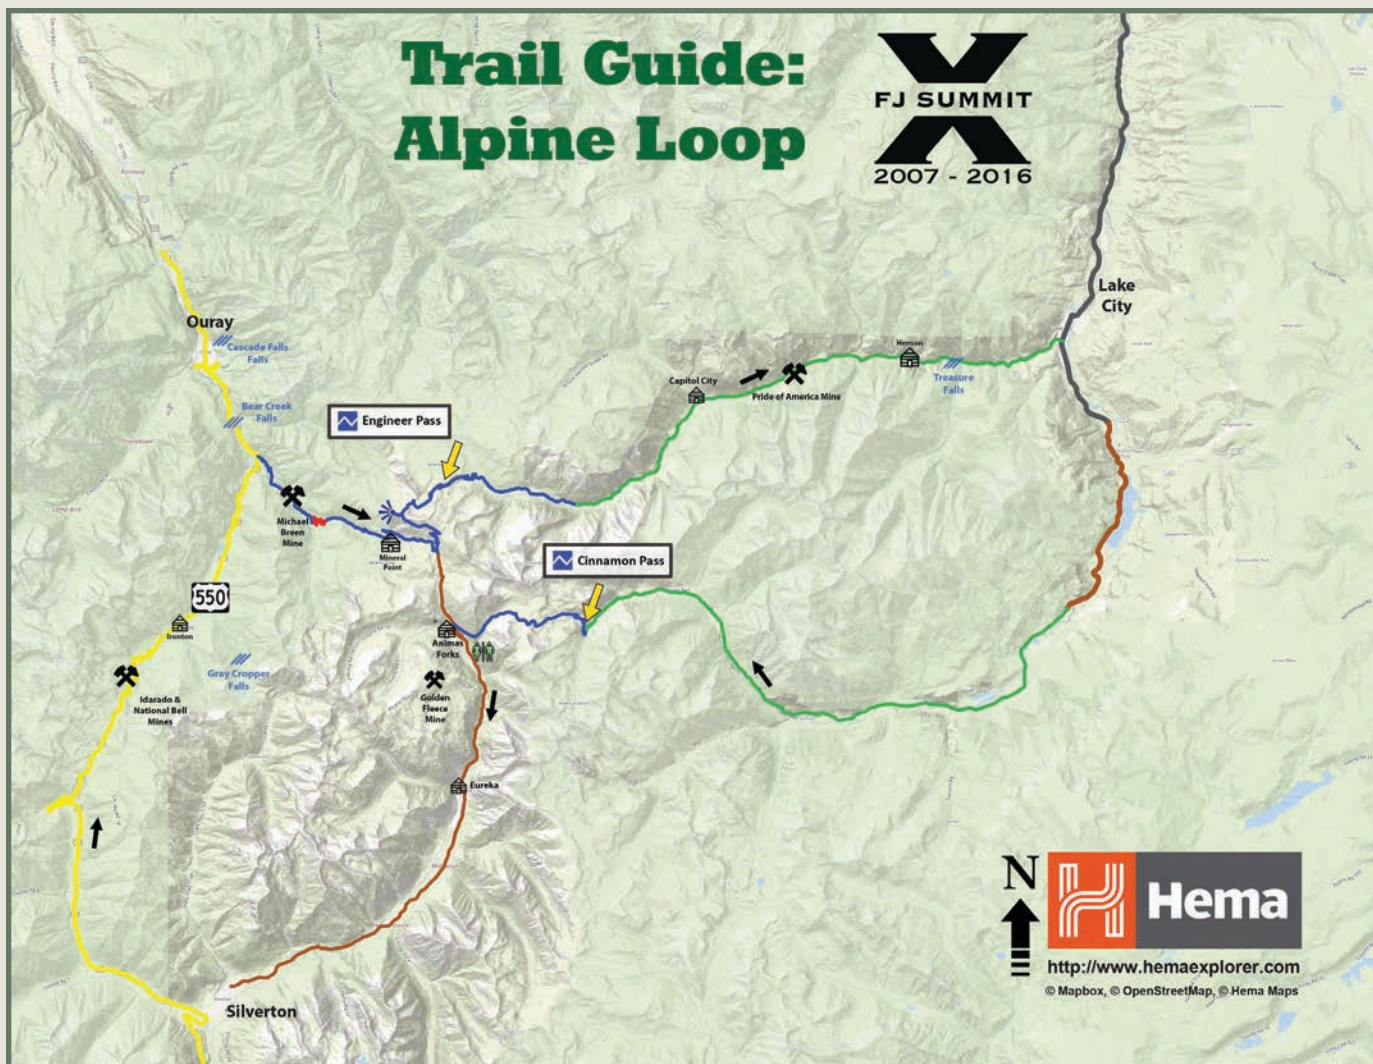 Trail Guide:
Alpine Loop
FJ SUMMIT
2007 - 2016
Lake
City
Ouray
Cascade Falls
Falls
Henson
Treasure
Falls
Capitol City
Pride of America Mine
Bear Creek
Falls
Engineer Pass
Michael
Breen
Mine
Mineral
Point
Cinnamon Pass
550
Ironton
Animas
Forks
Gray Cropper
Falls
Golden
Fleece
Mine
Idarado &
National Bell
Mines
Eureka
Silverton
N
Hema
http://www.hemaexplorer.com
© Mapbox, © OpenStreetMap, © Hema Maps